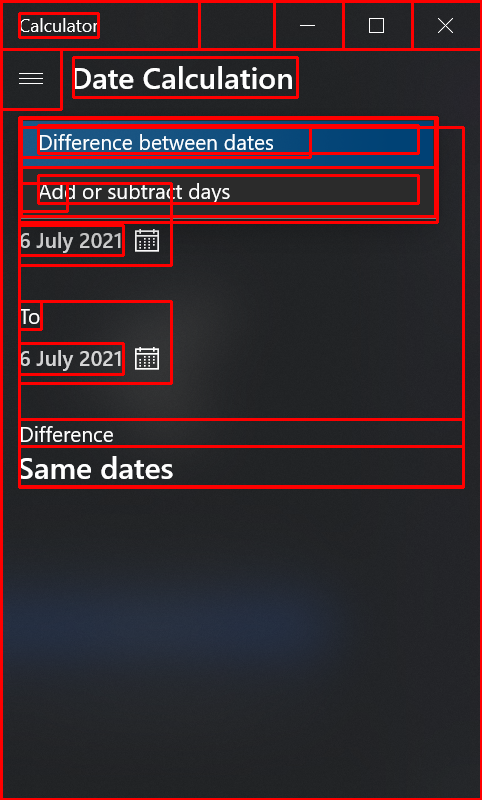 Calculator
Date Calculation
Difference between dates
Add or subtract days
6 July 2021
To
6 July 2021
Difference
Same dates